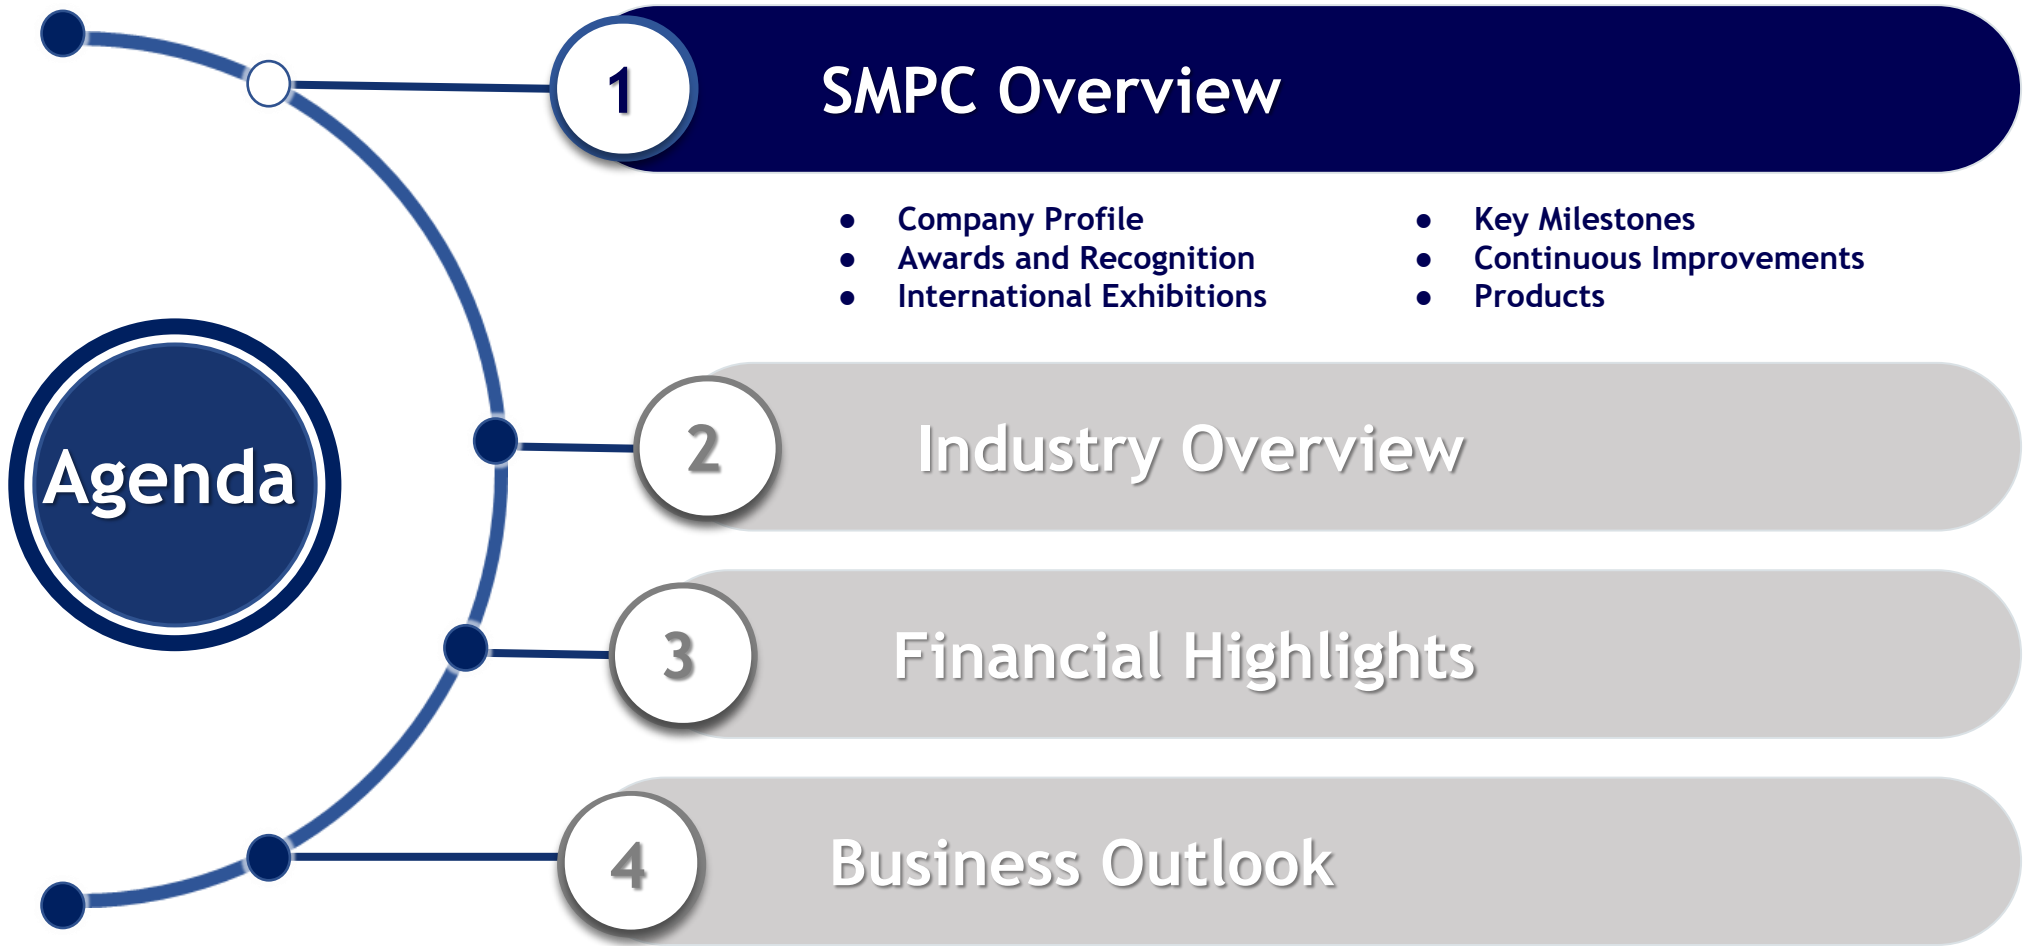 Agenda
1
SMPC Overview
● Company Profile
● Awards and Recognition
● International Exhibitions
● Key Milestones
● Continuous Improvements
● Products
2
Industry Overview
3
Financial Highlights
4
Business Outlook